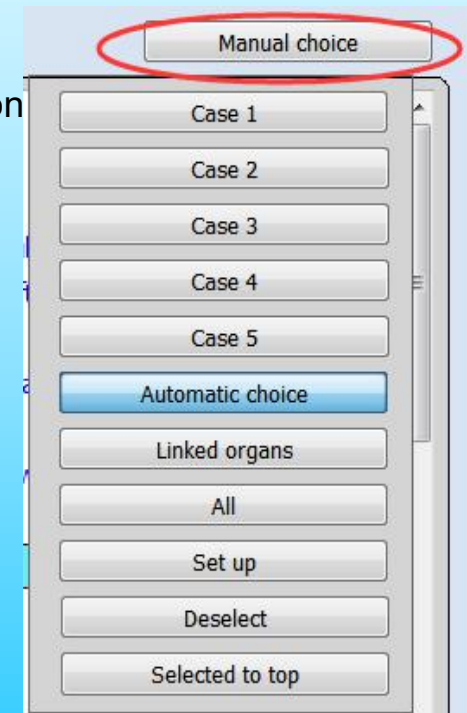 Manual choice
on
Case 1
Case 2
Case 3
Case 4
Case 5
Automatic choice
Linked organs
All
Set up
Deselect
Selected to top